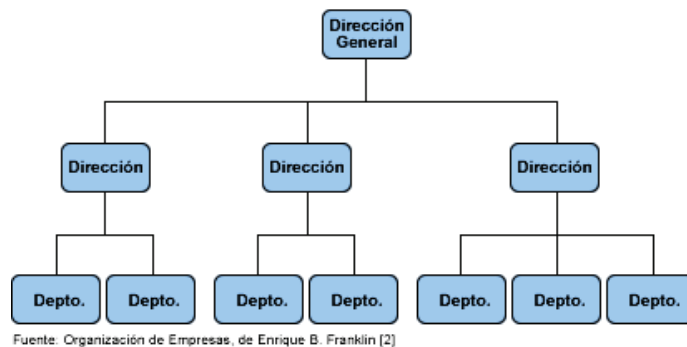 Dirección
General
Dirección
Dirección
Dirección
Depto.
Depto.
Depto.
Depto.
Depto.
Depto.
Depto.
Fuente: Organización de Empresas, de Enrique B. Franklin [2]